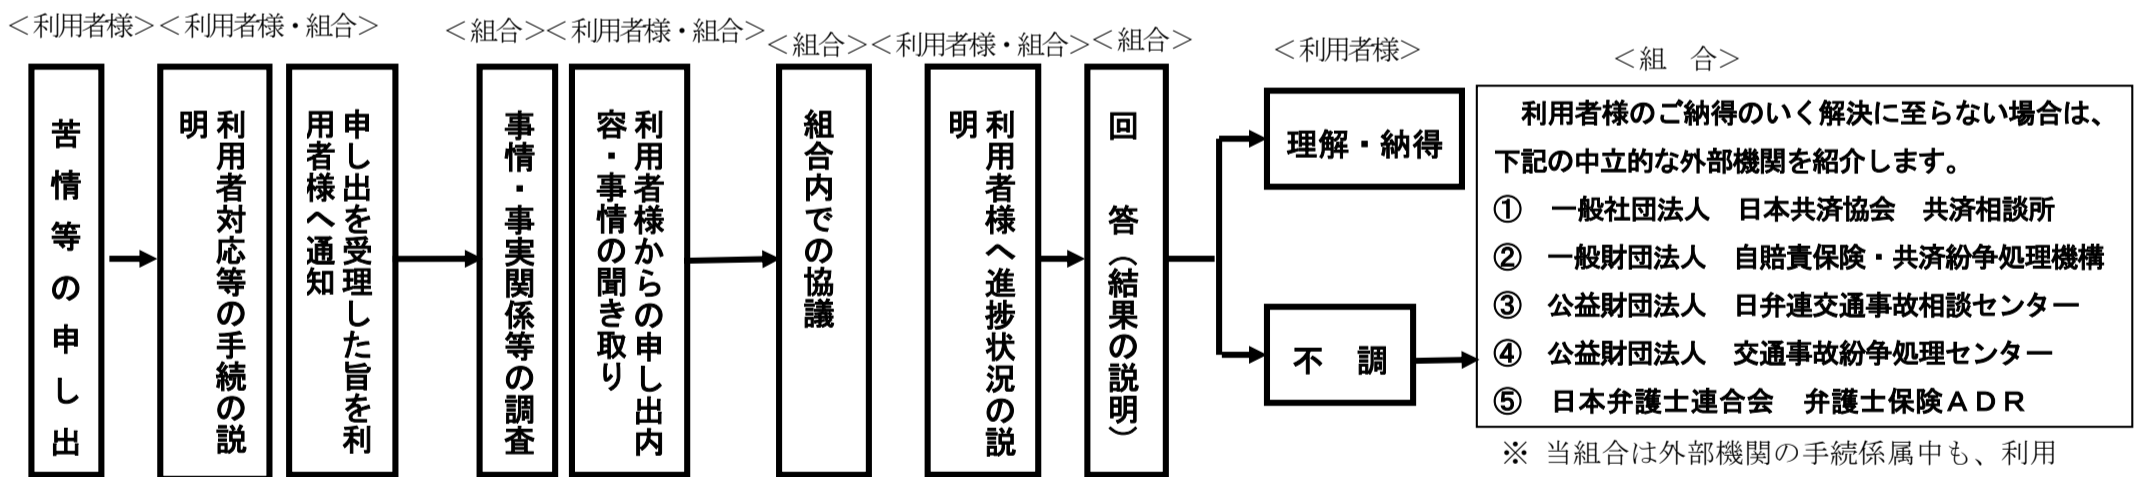 ＜利用者様＞＜利用者様・組合＞
＜組合＞＜利用者様・組合＞
＜組合＞＜利用者様・組合＞＜組合＞
＜利用者様＞
＜組　合＞
苦情等の申し出
利用者対応等の手続の説
明
申し出を受理した旨を利
用者様へ通知
事情・事実関係等の調査
利用者様からの申し出内
容・事情の聞き取り
組合内での協議
利用者様へ進捗状況の説
明
回　答（結果の説明）
理解・納得
不　調
利用者様のご納得のいく解決に至らない場合は、
下記の中立的な外部機関を紹介します。
①　一般社団法人　日本共済協会　共済相談所
②　一般財団法人　自賠責保険・共済紛争処理機構
③　公益財団法人　日弁連交通事故相談センター
④　公益財団法人　交通事故紛争処理センター
⑤　日本弁護士連合会　弁護士保険ＡＤＲ
※ 当組合は外部機関の手続係属中も、利用